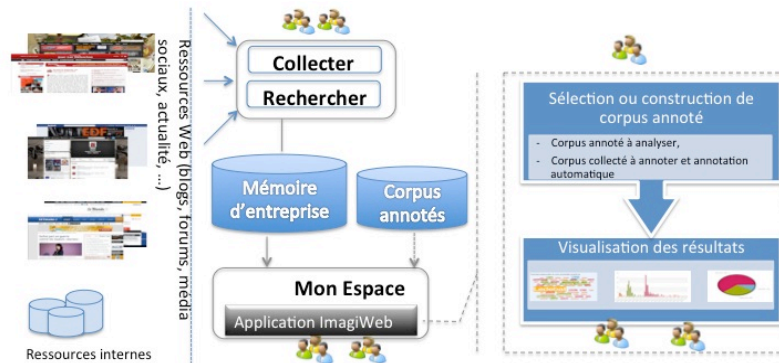 Ressources Web (blogs, forums, média
sociaux, actualité, ...)
EDF
Ressources internes
Collecter
Rechercher
Mémoire
d'entreprise
Corpus
annotés
Mon Espace
Application ImagiWeb
Sélection ou construction de
corpus annoté
- Corpus annoté à analyser,
- Corpus collecté à annoter et annotation
automatique
Visualisation des résultats